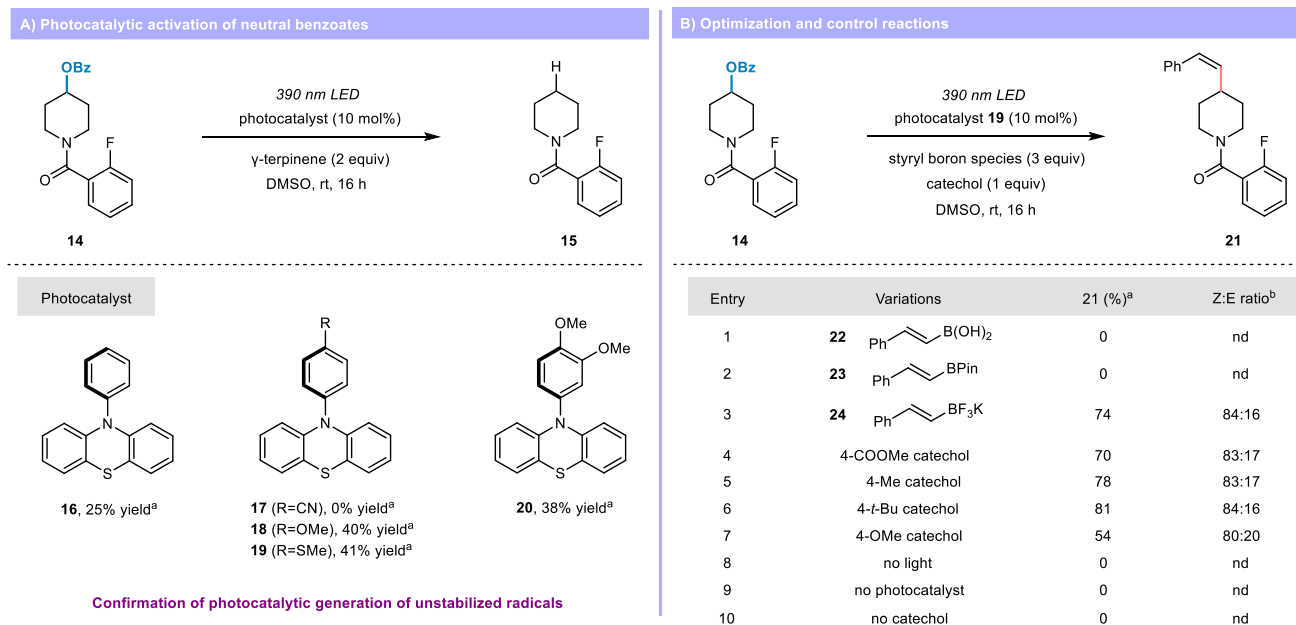 A) Photocatalytic activation of neutral benzoates
OBz
N
F
O
14
390 nm LED
photocatalyst (10 mol%)
γ-terpinene (2 equiv)
DMSO, rt, 16 h
H
N
F
O
15
Photocatalyst
N
S
16, 25% yieldᵃ
R
N
S
17 (R=CN), 0% yieldᵃ
18 (R=OMe), 40% yieldᵃ
19 (R=SMe), 41% yieldᵃ
OMe
OMe
N
S
20, 38% yieldᵃ
Confirmation of photocatalytic generation of unstabilized radicals
B) Optimization and control reactions
OBz
N
F
O
14
390 nm LED
photocatalyst 19 (10 mol%)
styryl boron species (3 equiv)
catechol (1 equiv)
DMSO, rt, 16 h
Ph
N
F
O
21
Entry Variations 21 (%)ᵃ Z:E ratioᵇ
1 22 Ph B(OH)₂ 0 nd
2 23 Ph BPin 0 nd
3 24 Ph BF₃K 74 84:16
4 4-COOMe catechol 70 83:17
5 4-Me catechol 78 83:17
6 4-t-Bu catechol 81 84:16
7 4-OMe catechol 54 80:20
8 no light 0 nd
9 no photocatalyst 0 nd
10 no catechol 0 nd